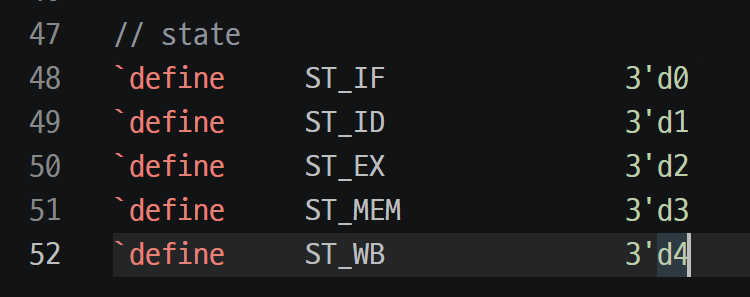 47 // state
48 `define ST_IF 3'd0
49 `define ST_ID 3'd1
50 `define ST_EX 3'd2
51 `define ST_MEM 3'd3
52 `define ST_WB 3'd4